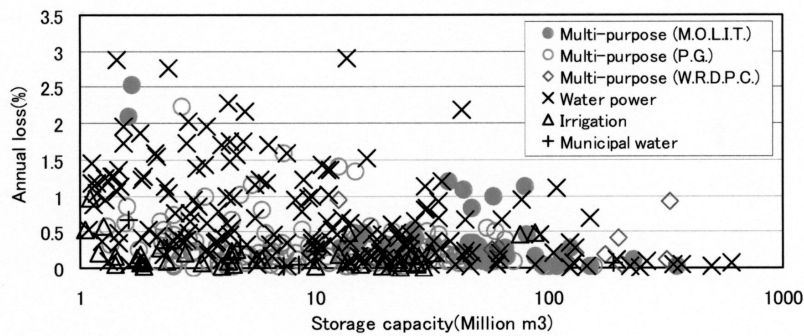 3.5
3
2.5
2
1.5
1
0.5
0
Annual loss(%)
Multi-purpose (M.O.L.I.T.)
Multi-purpose (P.G.)
Multi-purpose (W.R.D.P.C.)
Water power
Irrigation
Municipal water
1
10
100
1000
Storage capacity(Million m3)